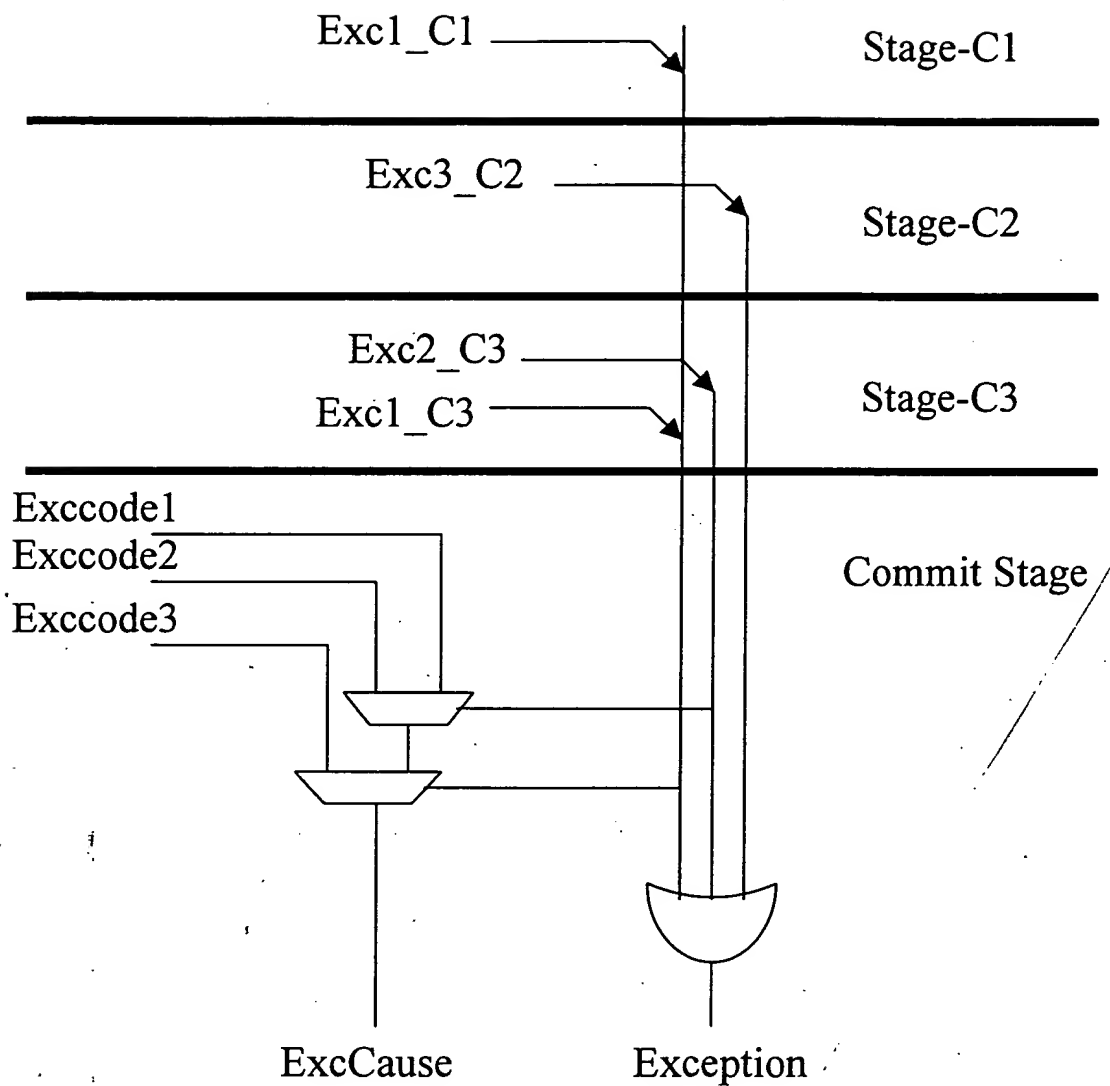 Exc1_C1
Stage-C1
Exc3_C2
Stage-C2
Exc2_C3
Exc1_C3
Stage-C3
Exccode1
Exccode2
Exccode3
Commit Stage
ExcCause
Exception